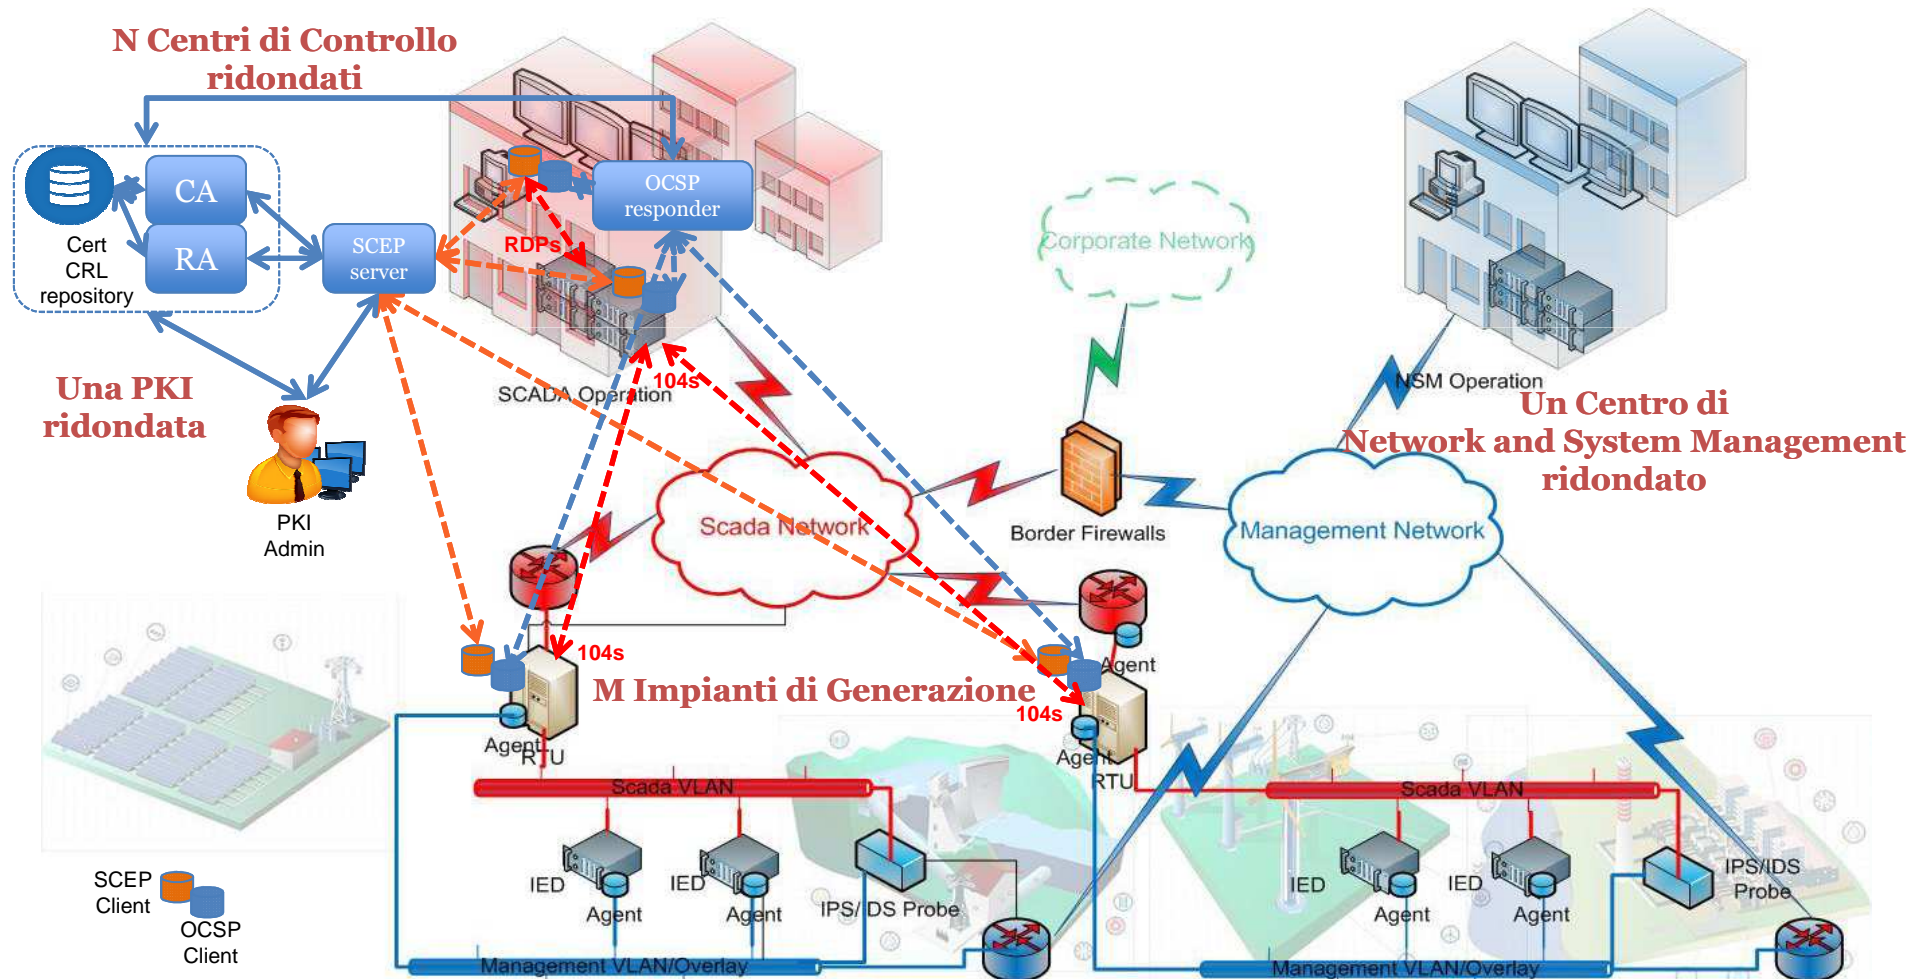 N Centri di Controllo
ridondati
CA
RA
Cert
CRL
repository
SCEP
server
OCSP
responder
RDPs
Corporate Network
104s
SCADA Operation
NSM Operation
Una PKI
ridondata
Un Centro di
Network and System Management
ridondato
PKI
Admin
Scada Network
Border Firewalls
Management Network
104s
M Impianti di Generazione
Agent
104s
Agent
RTU
Agent
RTU
Scada VLAN
Scada VLAN
SCEP
Client
OCSP
Client
IED
Agent
IED
Agent
IPS/IDS Probe
IED
Agent
IED
Agent
IPS/IDS
Probe
Management VLAN/Overlay
Management VLAN/Overlay